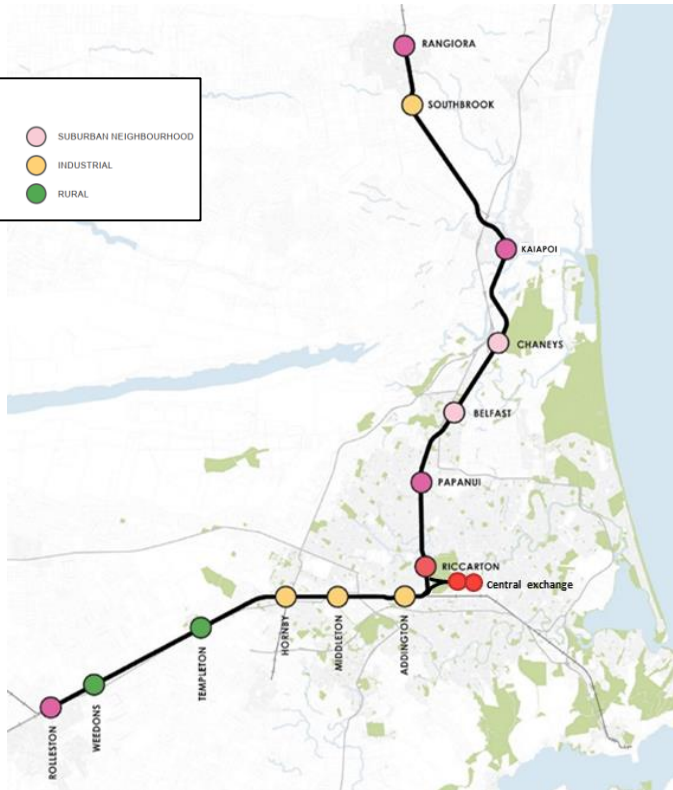 RANGIORA
SOUTHBROOK
SUBURBAN NEIGHBOURHOOD
INDUSTRIAL
RURAL
KAIAPOI
CHANEYS
BELFAST
PAPANUI
RICCARTON
Central exchange
HORNBY
MIDDLETON
ADDINGTON
TEMPLETON
WEEDONS
ROLLESTON